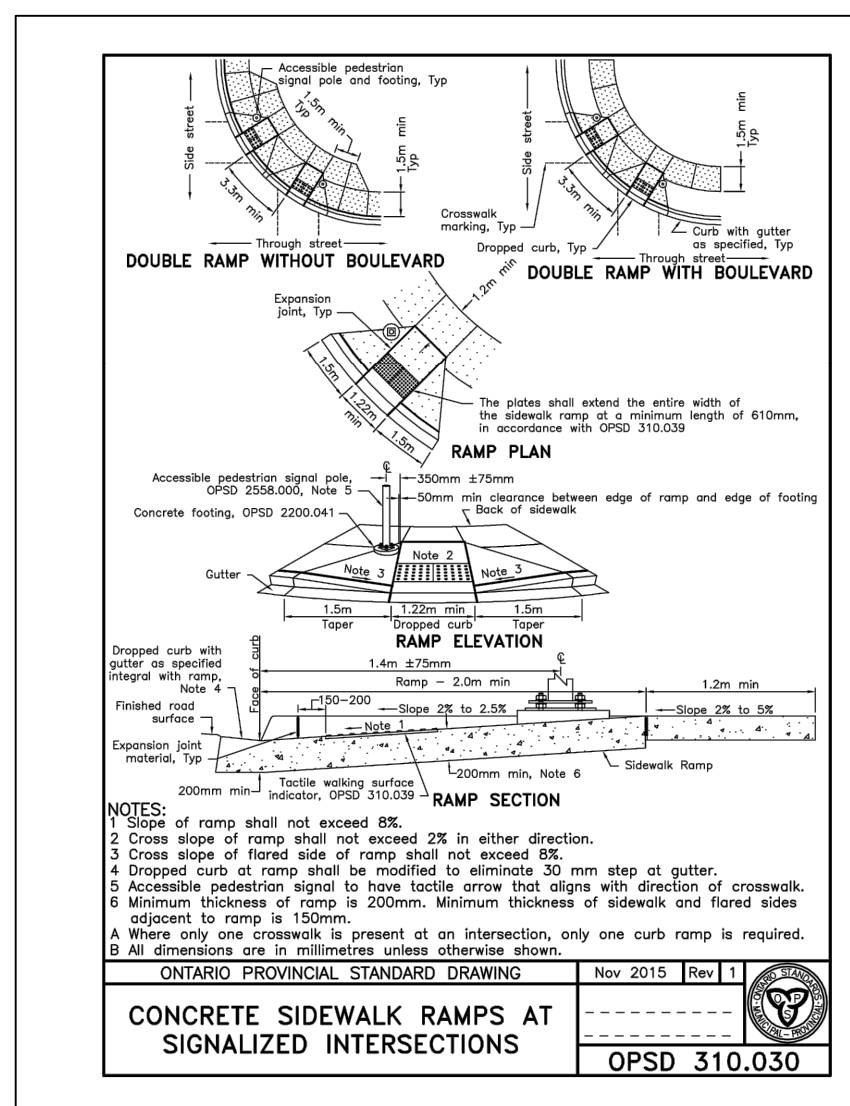 Accessible pedestrian
signal pole and footing, Typ
1.5m min
Typ
Side street
1.5m min
Typ
3.3m min
Through street
DOUBLE RAMP WITHOUT BOULEVARD
Side street
1.5m min
Typ
3.3m min
Crosswalk
marking, Typ
Dropped curb, Typ
Curb with gutter
as specified, Typ
Through street
DOUBLE RAMP WITH BOULEVARD
1.2m min
Expansion
joint, Typ
1.5m
1.22m
min
1.5m
The plates shall extend the entire width of
the sidewalk ramp at a minimum length of 610mm,
in accordance with OPSD 310.039
RAMP PLAN
Accessible pedestrian signal pole,
OPSD 2558.000, Note 5
350mm ±75mm
50mm min clearance between edge of ramp and edge of footing
Concrete footing, OPSD 2200.041
Back of sidewalk
Note 2
Note 3
Note 3
Gutter
1.5m
Taper
1.22m min
Dropped curb
1.5m
Taper
RAMP ELEVATION
Dropped curb with
gutter as specified
integral with ramp,
Note 4
Face of curb
1.4m ±75mm
Ramp – 2.0m min
1.2m min
150–200
Slope 2% to 2.5%
Slope 2% to 5%
Finished road
surface
Note 1
Expansion joint
material, Typ
200mm min
Tactile walking surface
indicator, OPSD 310.039
200mm min, Note 6
Sidewalk Ramp
RAMP SECTION
NOTES:
1 Slope of ramp shall not exceed 8%.
2 Cross slope of ramp shall not exceed 2% in either direction.
3 Cross slope of flared side of ramp shall not exceed 8%.
4 Dropped curb at ramp shall be modified to eliminate 30 mm step at gutter.
5 Accessible pedestrian signal to have tactile arrow that aligns with direction of crosswalk.
6 Minimum thickness of ramp is 200mm. Minimum thickness of sidewalk and flared sides
adjacent to ramp is 150mm.
A Where only one crosswalk is present at an intersection, only one curb ramp is required.
B All dimensions are in millimetres unless otherwise shown.
ONTARIO PROVINCIAL STANDARD DRAWING
Nov 2015
Rev
1
CONCRETE SIDEWALK RAMPS AT
SIGNALIZED INTERSECTIONS
ONTARIO STANDARDS
OPS
MUNICIPAL – PROVINCIAL
OPSD 310.030